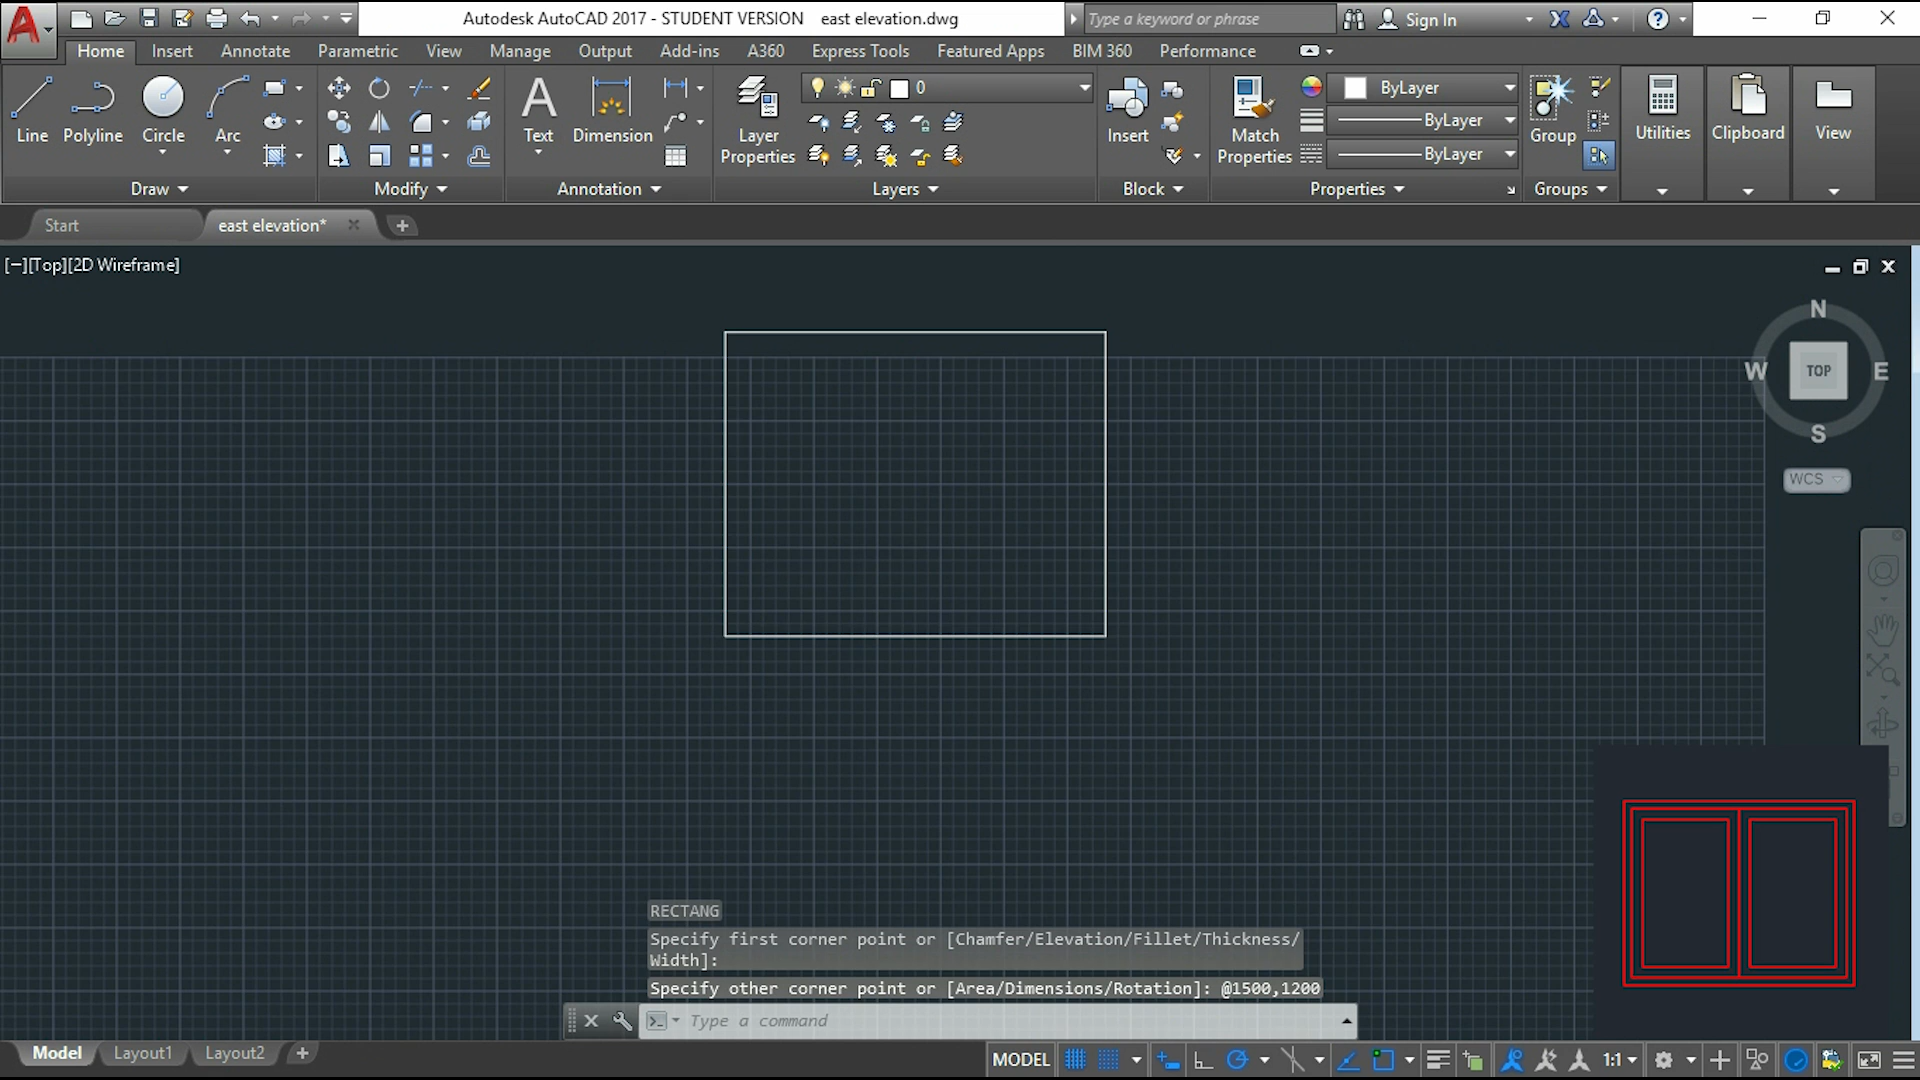 Autodesk AutoCAD 2017 - STUDENT VERSION east elevation.dwg
Type a keyword or phrase
Sign In
Home Insert Annotate Parametric View Manage Output Add-ins A360 Express Tools Featured Apps BIM 360 Performance
Line Polyline Circle Arc
Draw
Modify
Text Dimension
Annotation
Layer Properties
0
Layers
Insert
Block
Match Properties
ByLayer
ByLayer
ByLayer
Properties
Group
Groups
Utilities
Clipboard
View
Start
east elevation*
[−][Top][2D Wireframe]
N
W TOP E
S
WCS
RECTANG
Specify first corner point or [Chamfer/Elevation/Fillet/Thickness/
Width]:
Specify other corner point or [Area/Dimensions/Rotation]: @1500,1200
Type a command
Model Layout1 Layout2
MODEL
1:1